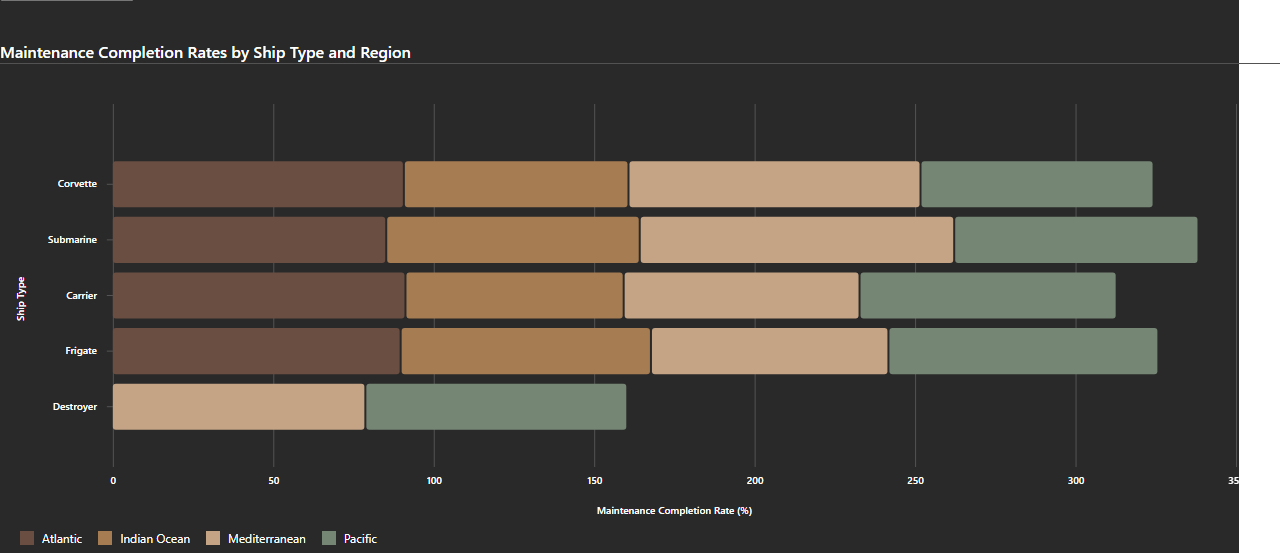 Maintenance Completion Rates by Ship Type and Region
Ship Type
Corvette
Submarine
Carrier
Frigate
Destroyer
0 50 100 150 200 250 300 35
Maintenance Completion Rate (%)
Atlantic Indian Ocean Mediterranean Pacific